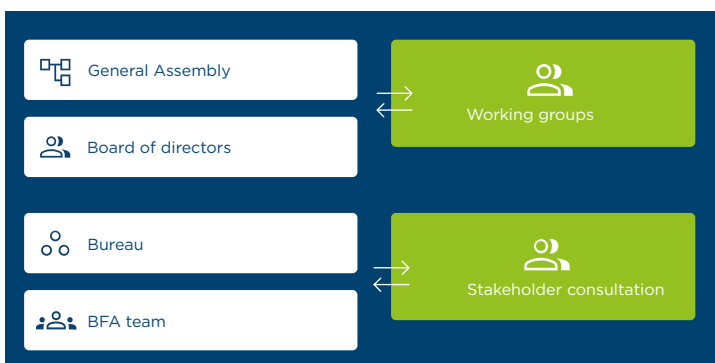 General Assembly
Working groups
Board of directors
Bureau
Stakeholder consultation
BFA team